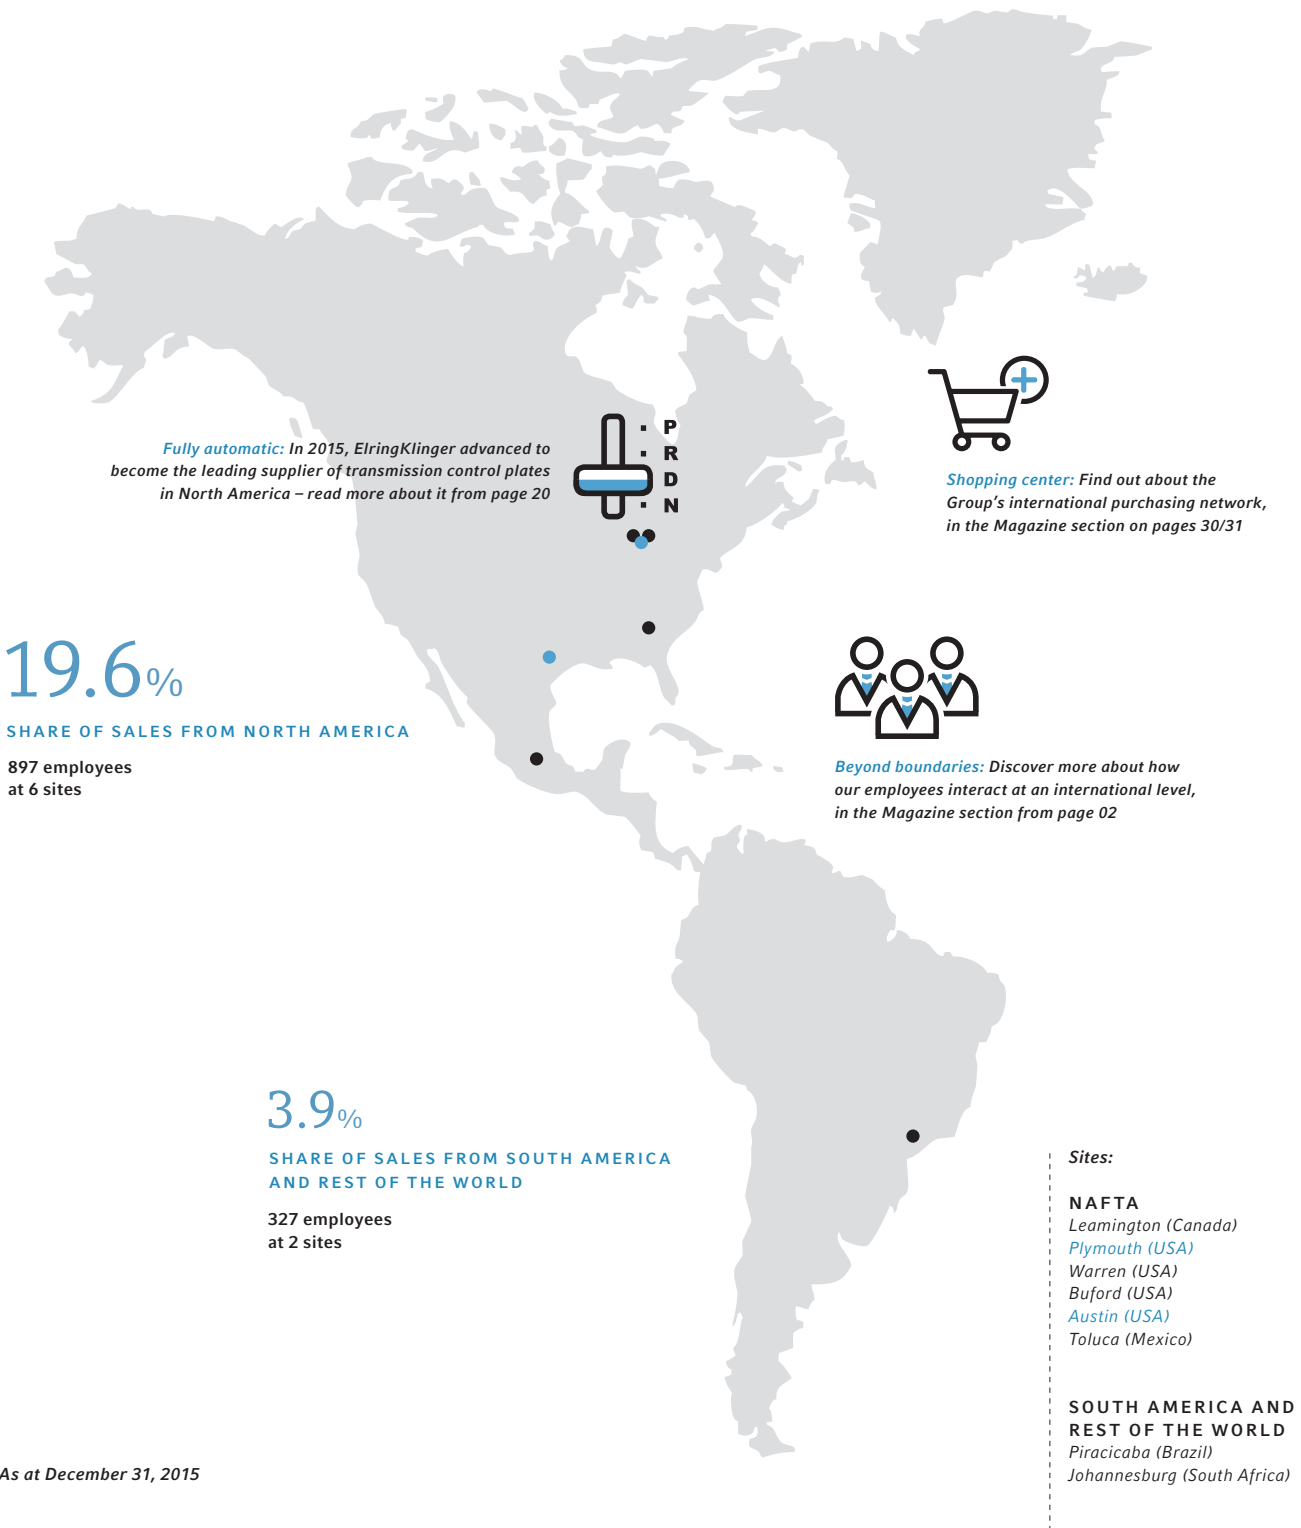 Fully automatic: In 2015, ElringKlinger advanced to
become the leading supplier of transmission control plates
in North America – read more about it from page 20
P
R
D
N
Shopping center: Find out about the
Group's international purchasing network,
in the Magazine section on pages 30/31
19.6%
SHARE OF SALES FROM NORTH AMERICA
897 employees
at 6 sites
Beyond boundaries: Discover more about how
our employees interact at an international level,
in the Magazine section from page 02
3.9%
SHARE OF SALES FROM SOUTH AMERICA
AND REST OF THE WORLD
327 employees
at 2 sites
Sites:
NAFTA
Leamington (Canada)
Plymouth (USA)
Warren (USA)
Buford (USA)
Austin (USA)
Toluca (Mexico)
SOUTH AMERICA AND
REST OF THE WORLD
Piracicaba (Brazil)
Johannesburg (South Africa)
As at December 31, 2015